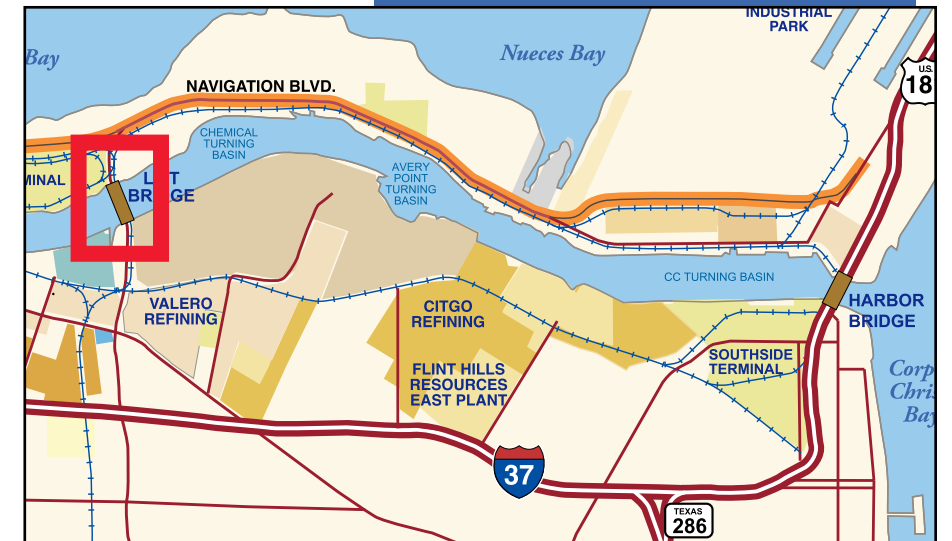 INDUSTRIAL
PARK
Bay
Nueces Bay
U.S.
18
NAVIGATION BLVD.
CHEMICAL
TURNING
BASIN
AVERY
POINT
TURNING
BASIN
MINAL
BRIDGE
CC TURNING BASIN
VALERO
REFINING
CITGO
REFINING
HARBOR
BRIDGE
FLINT HILLS
RESOURCES
EAST PLANT
SOUTHSIDE
TERMINAL
Corp
Chris
Bay
37
TEXAS
286